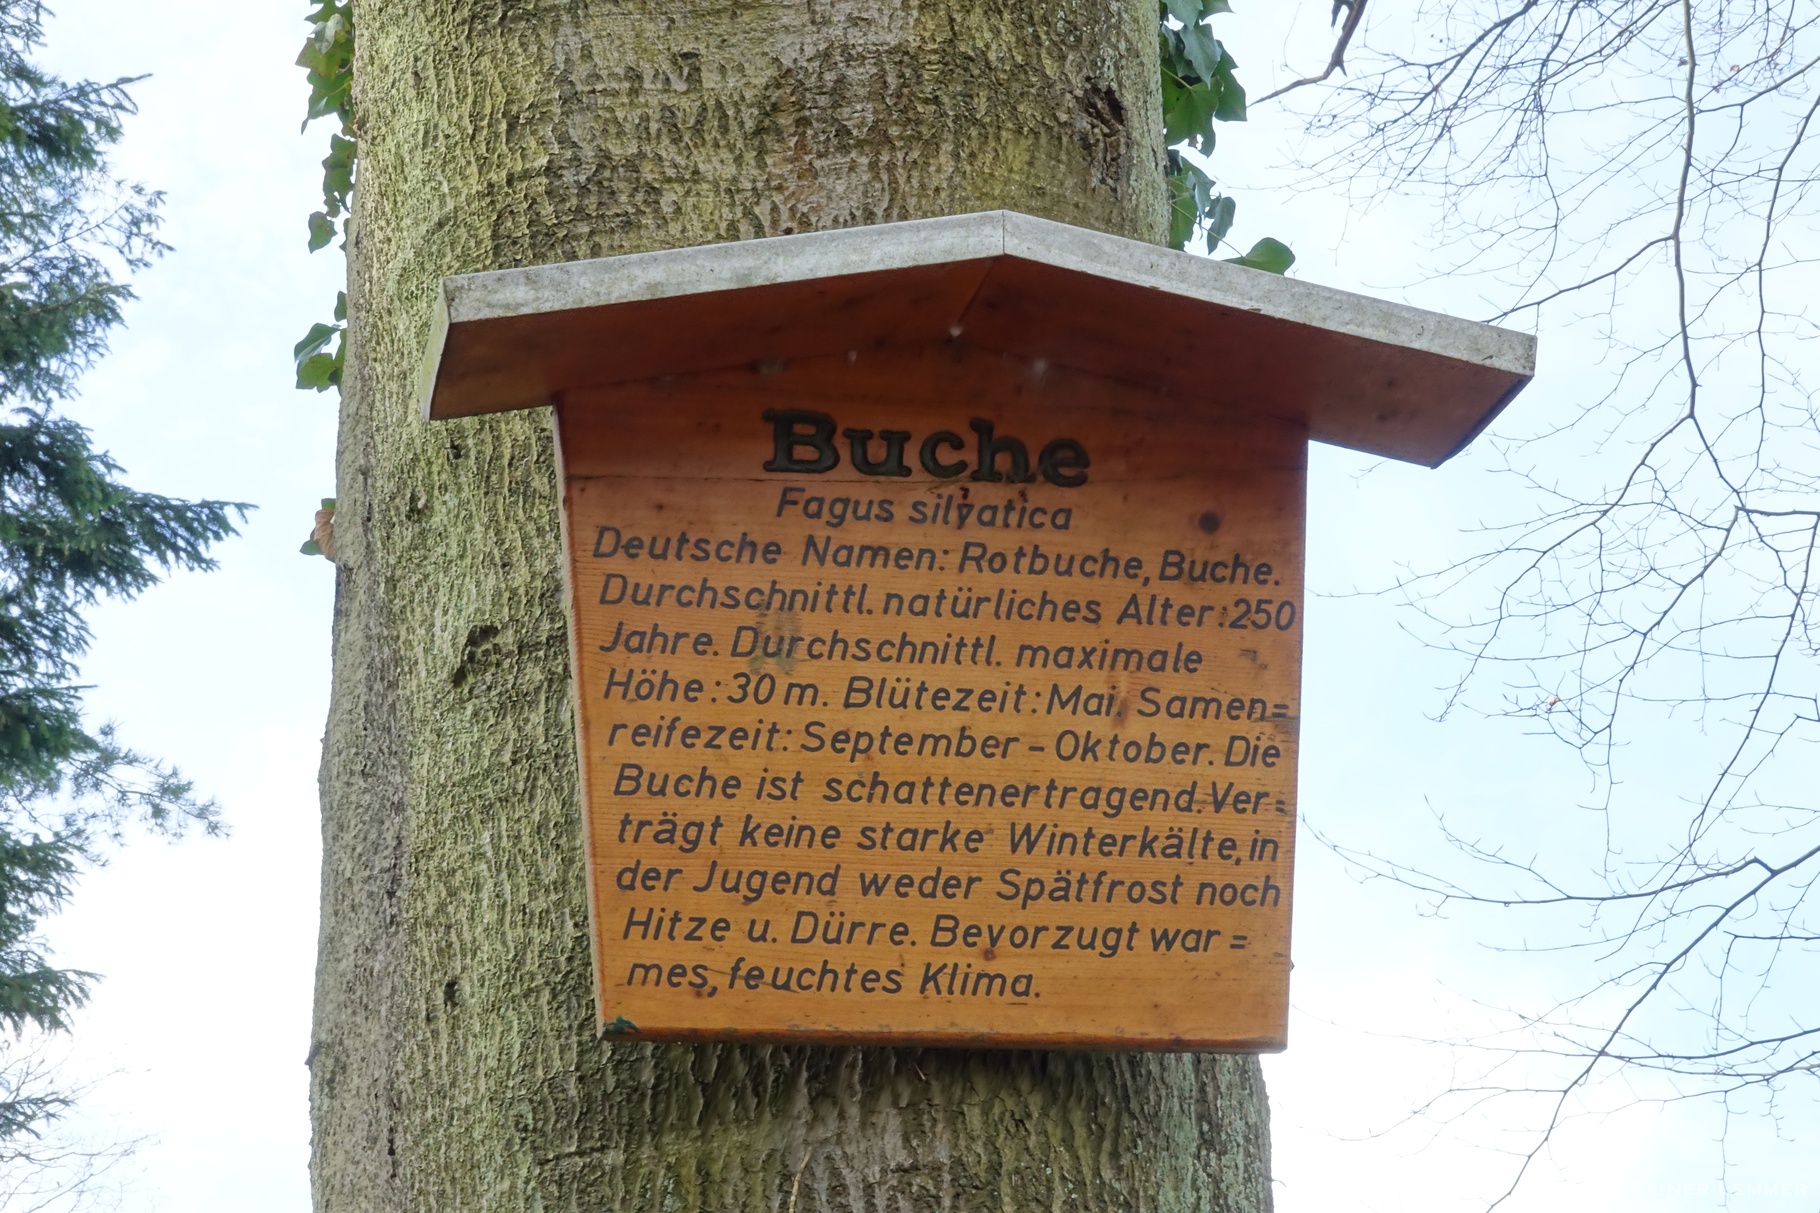 Buche
Fagus silvatica
Deutsche Namen: Rotbuche, Buche.
Durchschnittl. natürliches Alter: 250
Jahre. Durchschnittl. maximale
Höhe: 30 m. Blütezeit: Mai. Samen=
reifezeit: September - Oktober. Die
Buche ist schattenertragend. Ver=
trägt keine starke Winterkälte, in
der Jugend weder Spätfrost noch
Hitze u. Dürre. Bevorzugt war=
mes, feuchtes Klima.